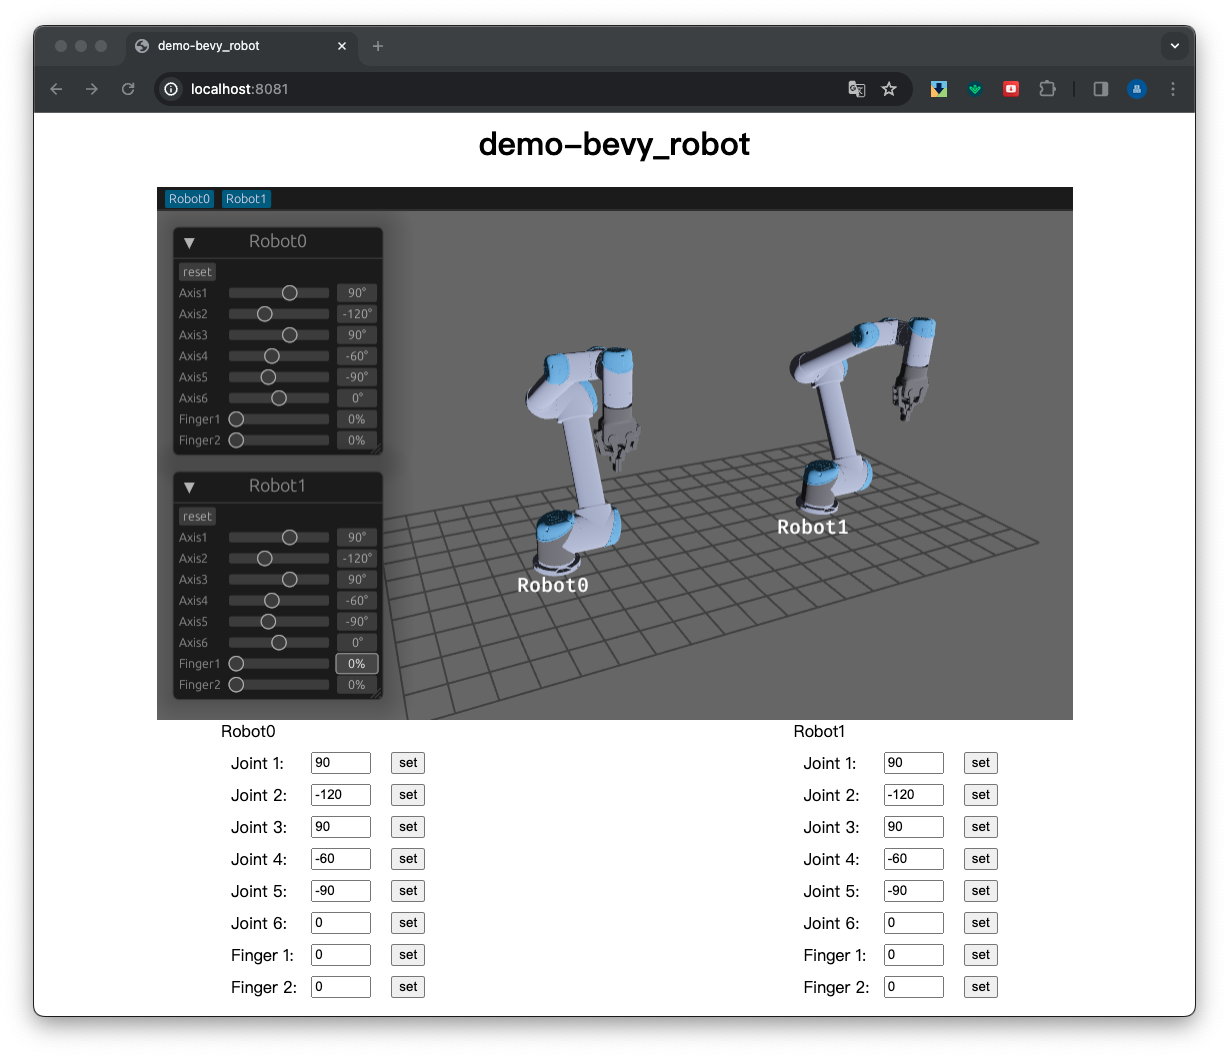 demo-bevy_robot
localhost:8081
demo-bevy_robot
Robot0 Robot1
Robot0
reset
Axis1 90°
Axis2 -120°
Axis3 90°
Axis4 -60°
Axis5 -90°
Axis6 0°
Finger1 0%
Finger2 0%
Robot1
reset
Axis1 90°
Axis2 -120°
Axis3 90°
Axis4 -60°
Axis5 -90°
Axis6 0°
Finger1 0%
Finger2 0%
Robot1
Robot0
Robot0
Joint 1: 90 set
Joint 2: -120 set
Joint 3: 90 set
Joint 4: -60 set
Joint 5: -90 set
Joint 6: 0 set
Finger 1: 0 set
Finger 2: 0 set
Robot1
Joint 1: 90 set
Joint 2: -120 set
Joint 3: 90 set
Joint 4: -60 set
Joint 5: -90 set
Joint 6: 0 set
Finger 1: 0 set
Finger 2: 0 set